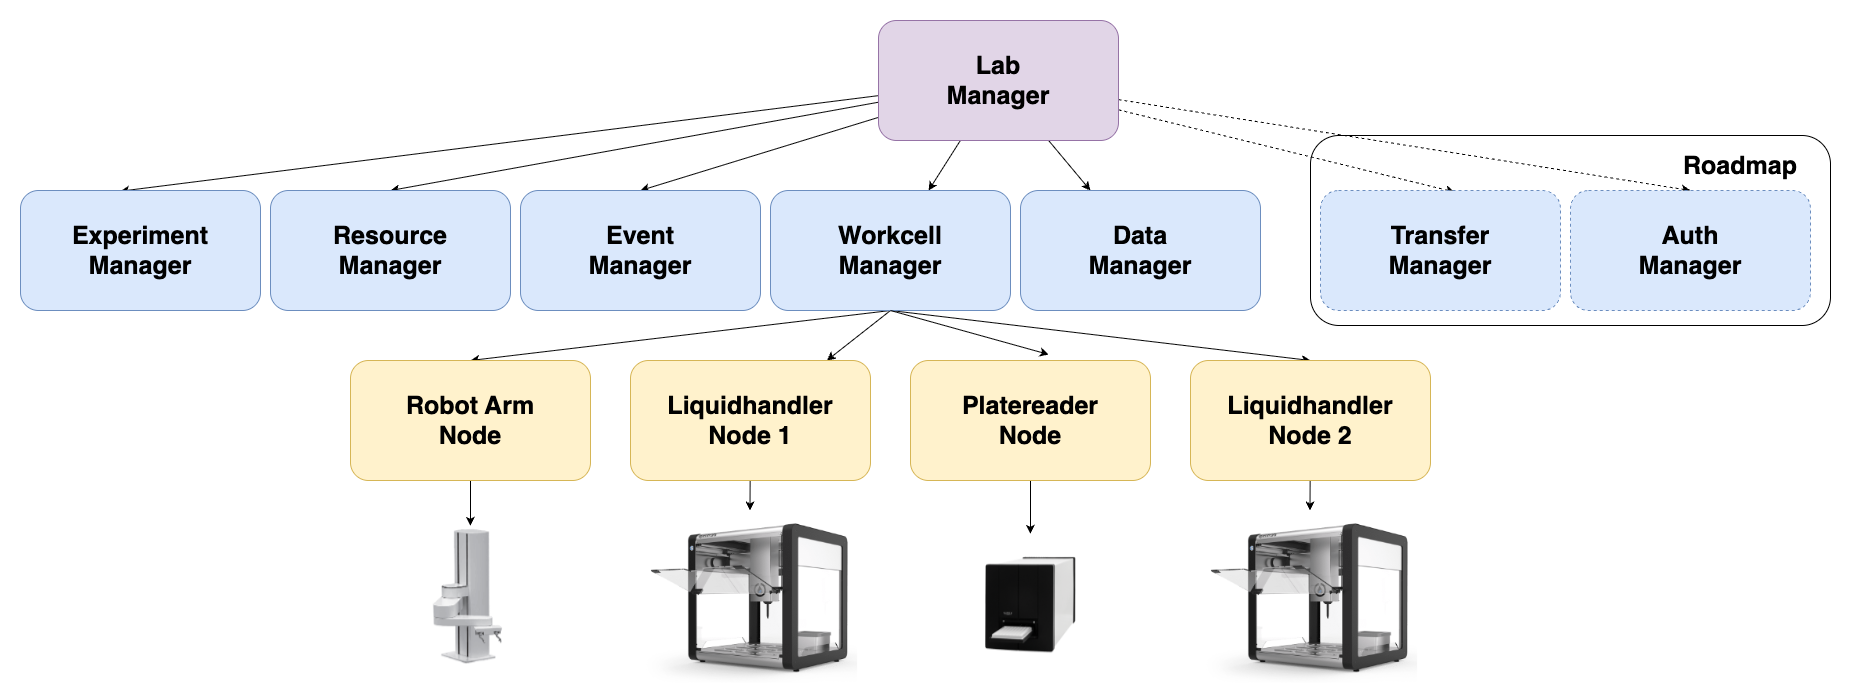 Lab
Manager
Roadmap
Experiment
Manager
Resource
Manager
Event
Manager
Workcell
Manager
Data
Manager
Transfer
Manager
Auth
Manager
Robot Arm
Node
Liquidhandler
Node 1
Platereader
Node
Liquidhandler
Node 2